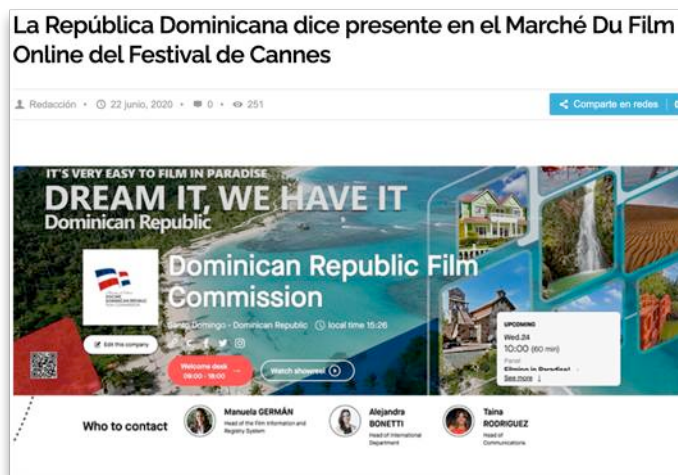 La República Dominicana dice presente en el Marché Du Film
Online del Festival de Cannes
Redacción • 22 junio, 2020 • 0 • 251
Comparte en redes
IT'S VERY EASY TO FILM IN PARADISE
DREAM IT, WE HAVE IT
Dominican Republic
Dominican Republic Film
Commission
Santo Domingo - Dominican Republic local time 15:26
Edit this company
Welcome desk
09:00 - 18:00
Watch showreel
UPCOMING
Wed.24
10:00 (60 min)
Panel
Filming in Paradise!
See more
Who to contact
Manuela GERMÁN
Head of the Film Information and
Registry System
Alejandra
BONETTI
Head of International
Department
Taina
RODRIGUEZ
Head of
Communications